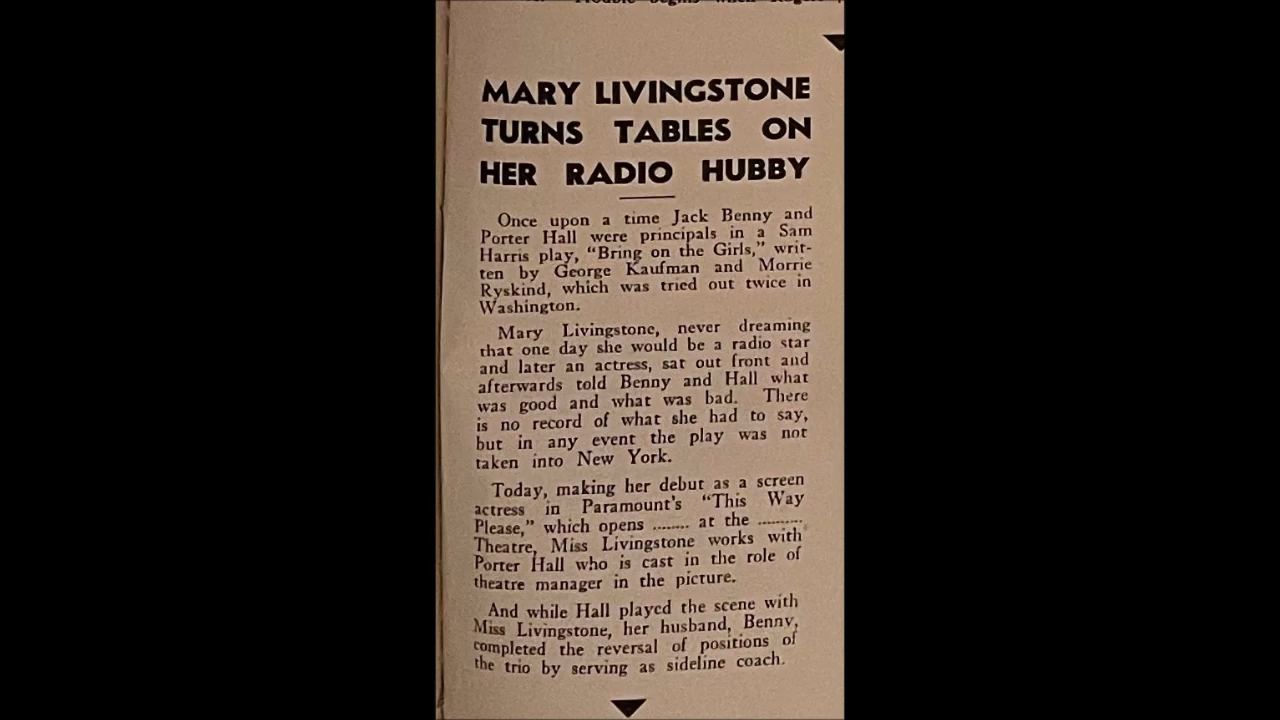 MARY LIVINGSTONE
TURNS TABLES ON
HER RADIO HUBBY
Once upon a time Jack Benny and
Porter Hall were principals in a Sam
Harris play, "Bring on the Girls," writ-
ten by George Kaufman and Morrie
Ryskind, which was tried out twice in
Washington.
Mary Livingstone, never dreaming
that one day she would be a radio star
and later an actress, sat out front and
afterwards told Benny and Hall what
was good and what was bad. There
is no record of what she had to say,
but in any event the play was not
taken into New York.
Today, making her debut as a screen
actress in Paramount's "This Way
Please," which opens ........ at the ..........
Theatre, Miss Livingstone works with
Porter Hall who is cast in the role of
theatre manager in the picture.
And while Hall played the scene with
Miss Livingstone, her husband, Benny,
completed the reversal of positions of
the trio by serving as sideline coach.